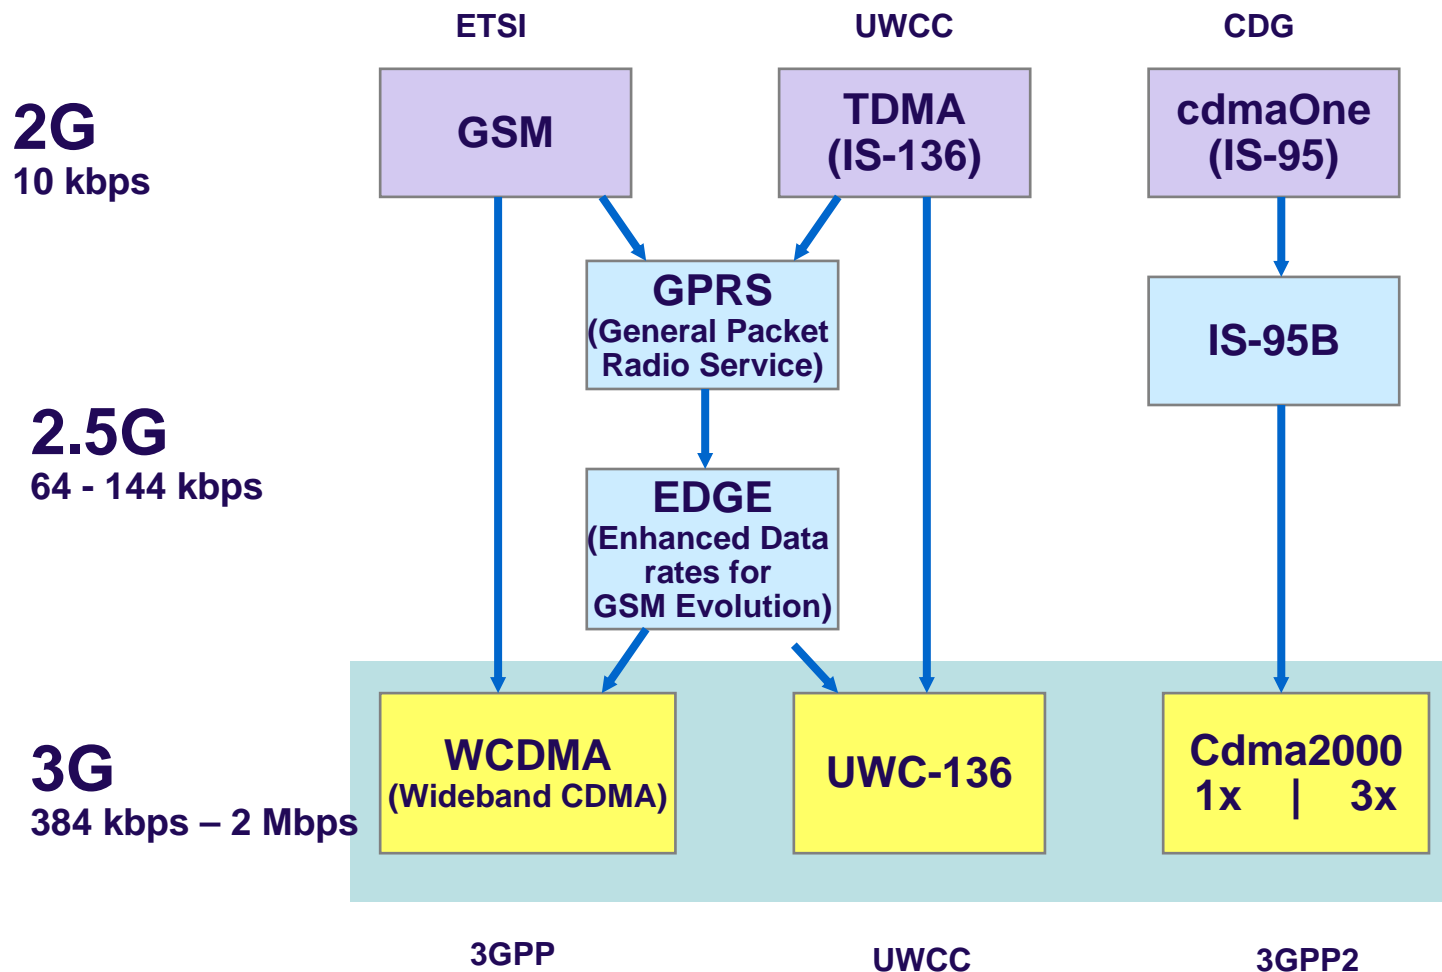 ETSI
UWCC
CDG
2G
10 kbps
GSM
TDMA
(IS-136)
cdmaOne
(IS-95)
GPRS
(General Packet
Radio Service)
IS-95B
2.5G
64 - 144 kbps
EDGE
(Enhanced Data
rates for
GSM Evolution)
3G
384 kbps – 2 Mbps
WCDMA
(Wideband CDMA)
UWC-136
Cdma2000
1x | 3x
3GPP
UWCC
3GPP2